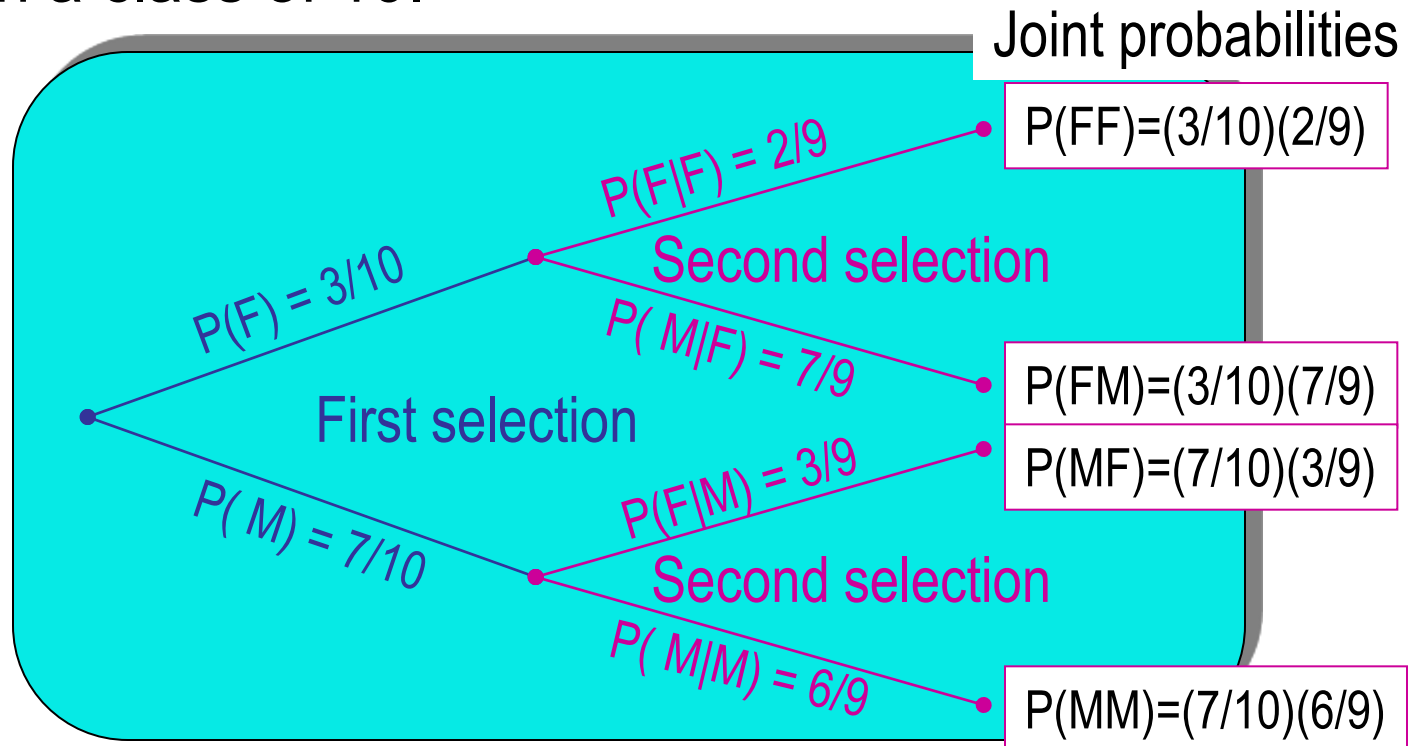 Joint probabilities
P(FF)=(3/10)(2/9)
P(F|F) = 2/9
Second selection
P(F) = 3/10
P( M|F) = 7/9
P(FM)=(3/10)(7/9)
First selection
P(MF)=(7/10)(3/9)
P(F|M) = 3/9
P( M) = 7/10
Second selection
P( M|M) = 6/9
P(MM)=(7/10)(6/9)